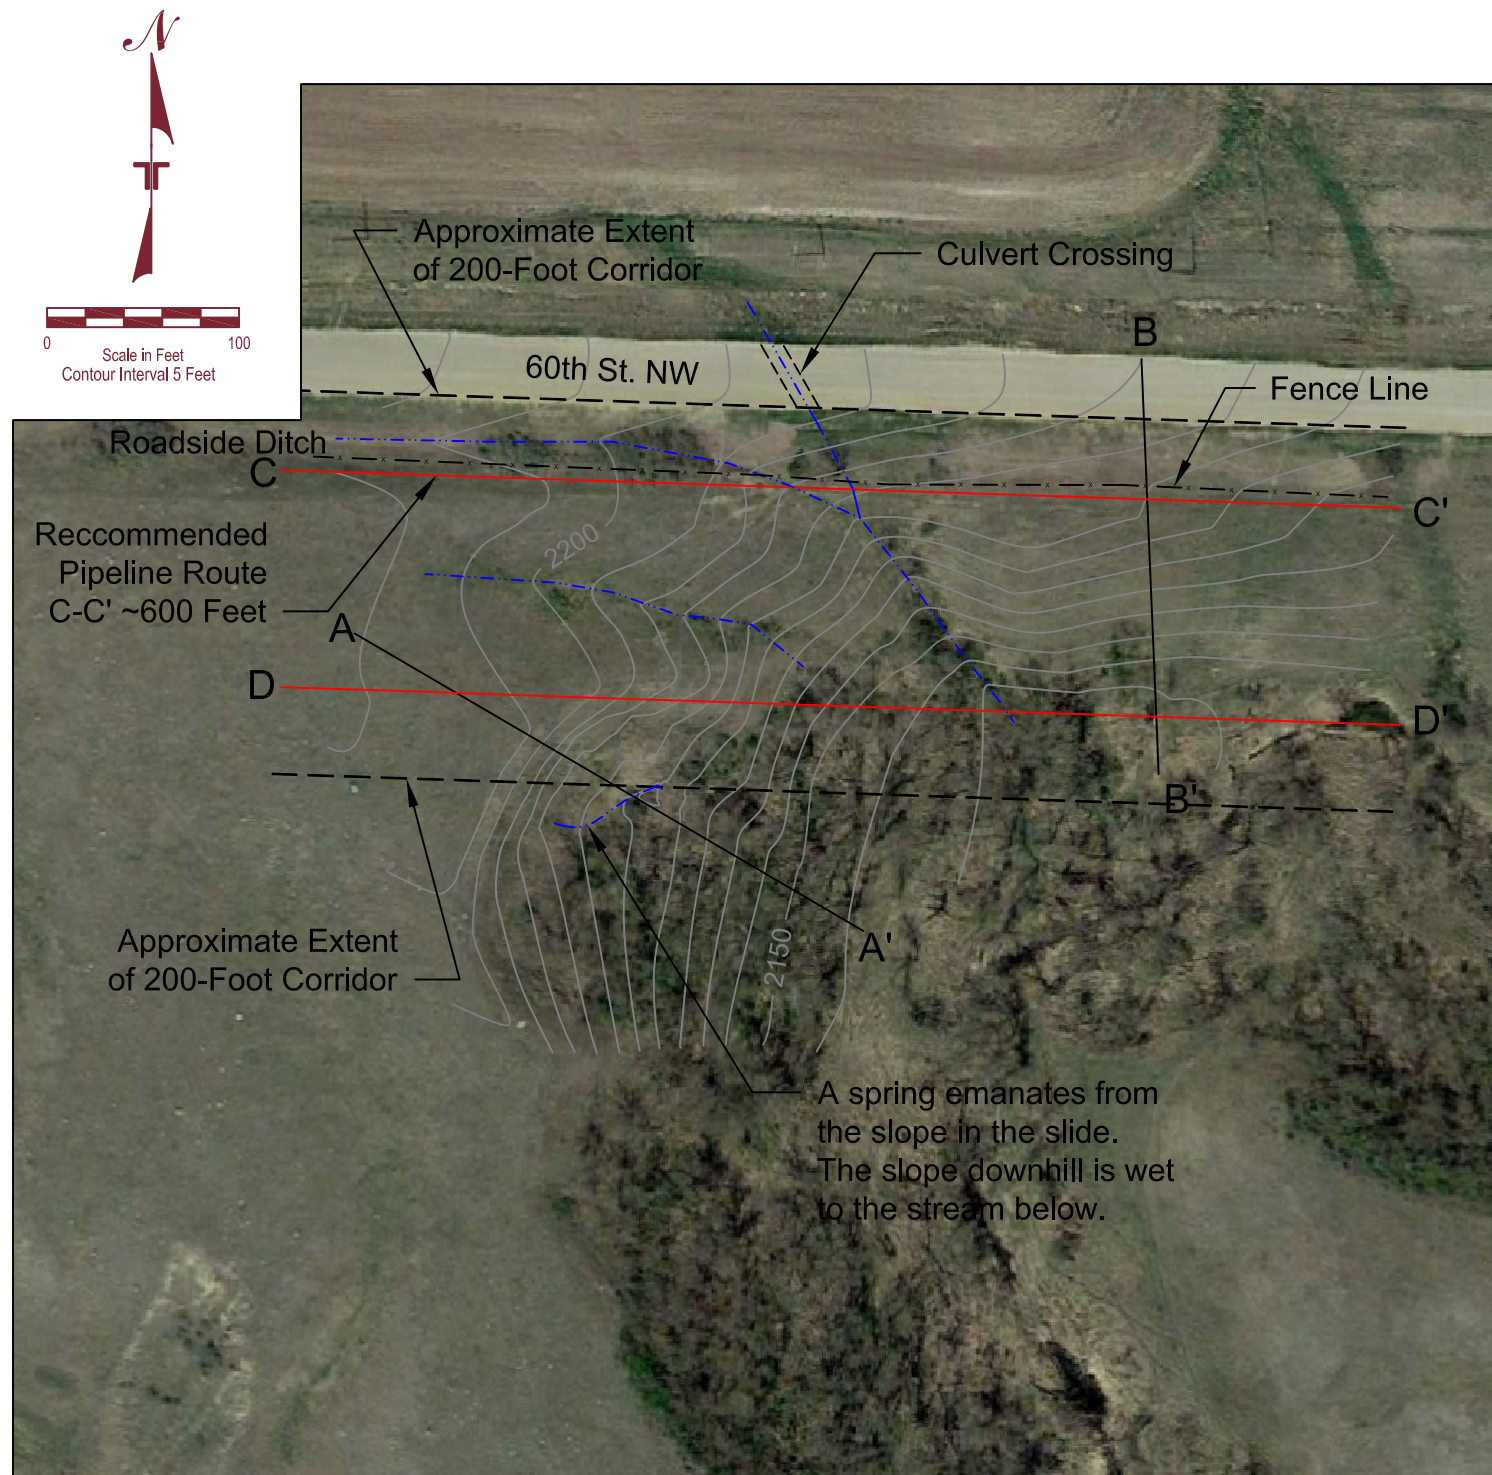 N
T
0 100
Scale in Feet
Contour Interval 5 Feet
Approximate Extent
of 200-Foot Corridor
Culvert Crossing
B
60th St. NW
Fence Line
Roadside Ditch
C
C'
Reccommended
Pipeline Route
C-C' ~600 Feet
2200
A
D
D'
B'
Approximate Extent
of 200-Foot Corridor
2150
A'
A spring emanates from
the slope in the slide.
The slope downhill is wet
to the stream below.